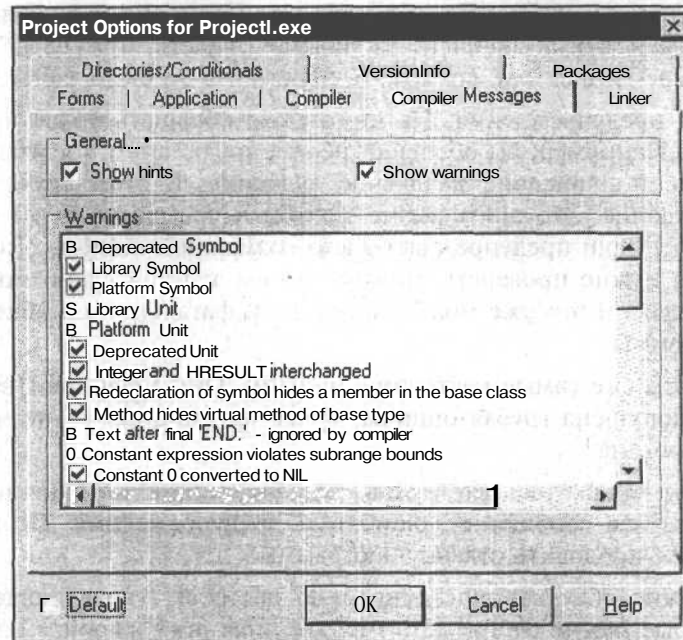 Project Options for Projectl.exe
Directories/Conditionals | VersionInfo | Packages
Forms | Application | Compiler Compiler Messages | Linker
General....•
Show hints Show warnings
Warnings
B Deprecated Symbol
Library Symbol
Platform Symbol
S Library Unit
B Platform Unit
Deprecated Unit
Integer and HRESULT interchanged
Redeclaration of symbol hides a member in the base class
Method hides virtual method of base type
B Text after final 'END.' - ignored by compiler
0 Constant expression violates subrange bounds
Constant 0 converted to NIL
1
Г Default OK Cancel Help